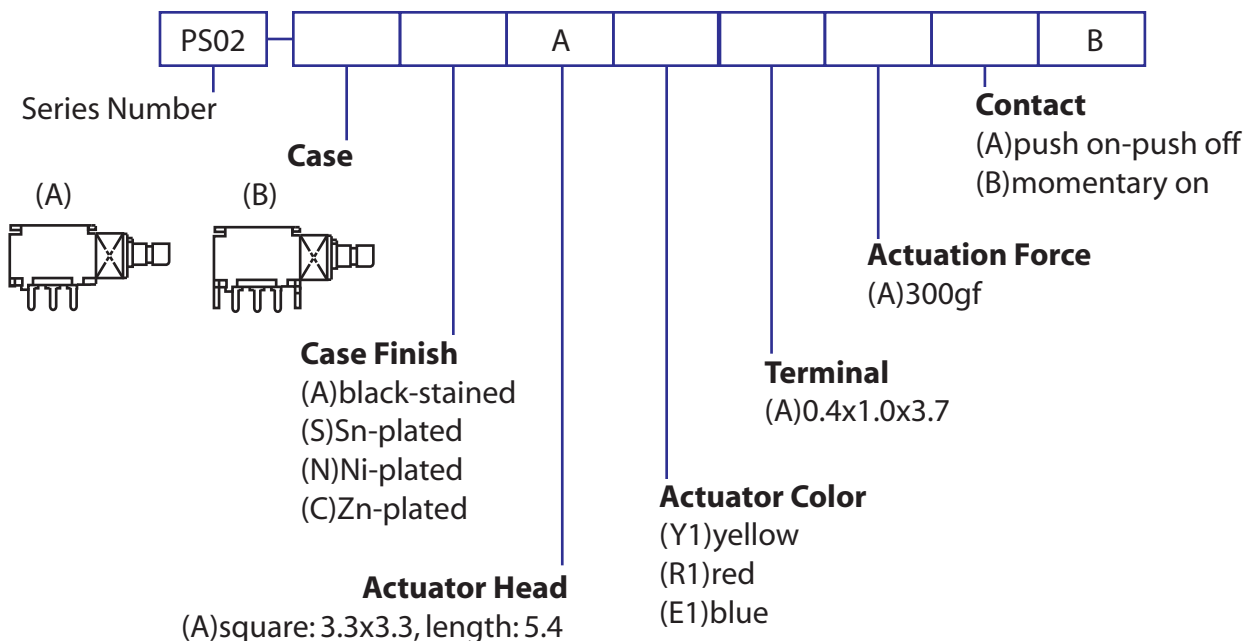 PS02 A B
Series Number
Case
(A) (B)
Contact
(A)push on-push off
(B)momentary on
Actuation Force
(A)300gf
Case Finish
(A)black-stained
(S)Sn-plated
(N)Ni-plated
(C)Zn-plated
Terminal
(A)0.4x1.0x3.7
Actuator Color
(Y1)yellow
(R1)red
(E1)blue
Actuator Head
(A)square: 3.3x3.3, length: 5.4